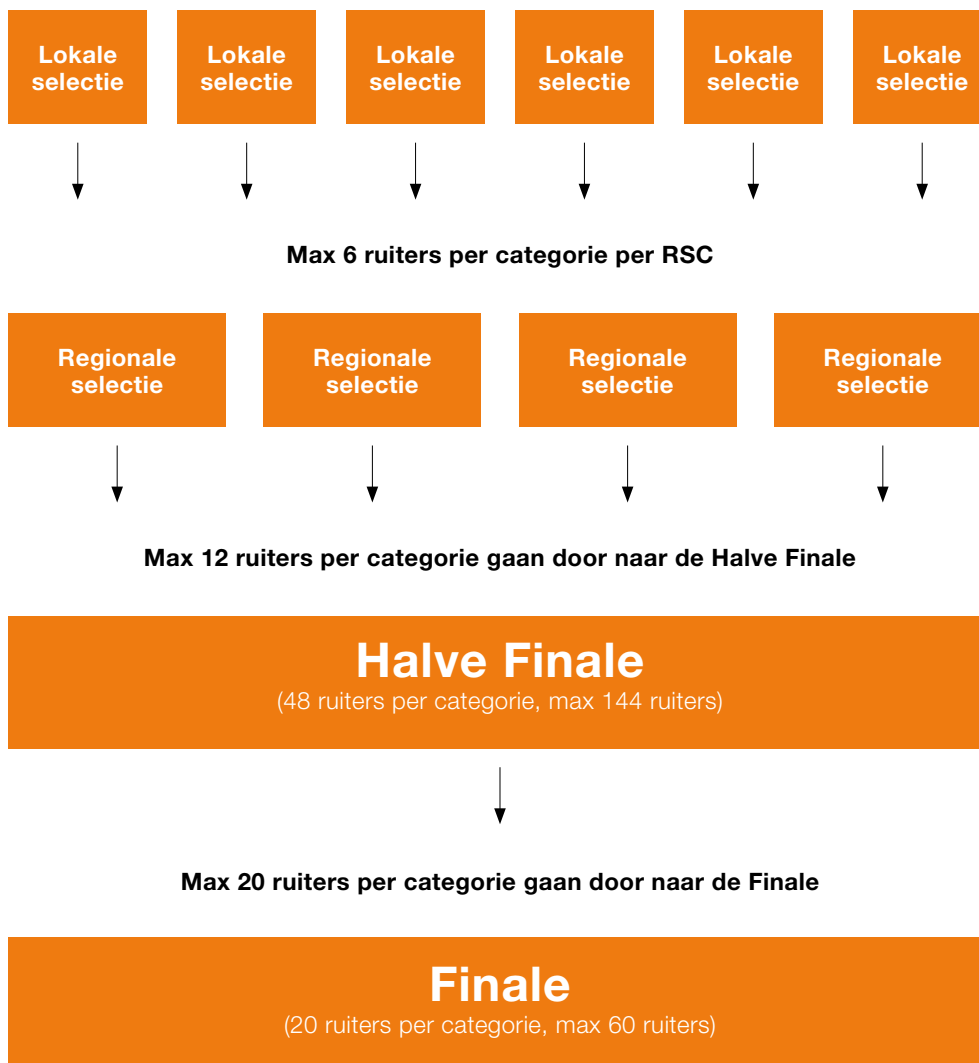 Lokale
selectie
Lokale
selectie
Lokale
selectie
Lokale
selectie
Lokale
selectie
Lokale
selectie
Max 6 ruiters per categorie per RSC
Regionale
selectie
Regionale
selectie
Regionale
selectie
Regionale
selectie
Max 12 ruiters per categorie gaan door naar de Halve Finale
Halve Finale
(48 ruiters per categorie, max 144 ruiters)
Max 20 ruiters per categorie gaan door naar de Finale
Finale
(20 ruiters per categorie, max 60 ruiters)